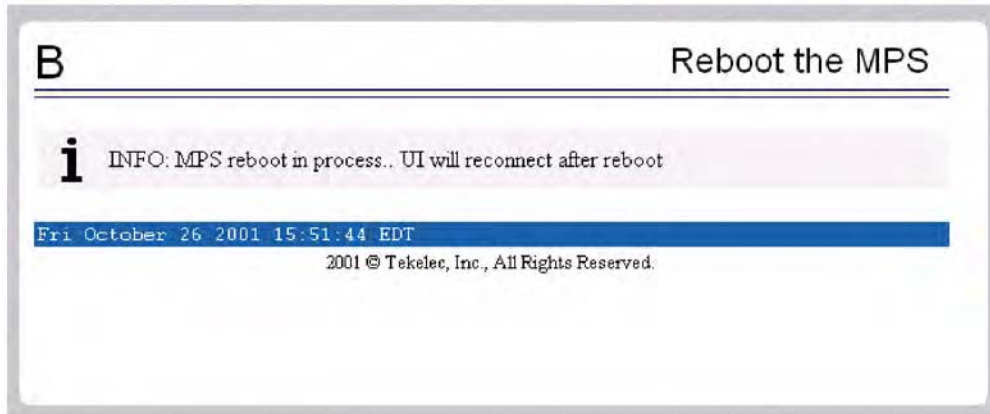 B
Reboot the MPS
i
INFO: MPS reboot in process.. UI will reconnect after reboot
Fri October 26 2001 15:51:44 EDT
2001 © Tekelec, Inc., All Rights Reserved.